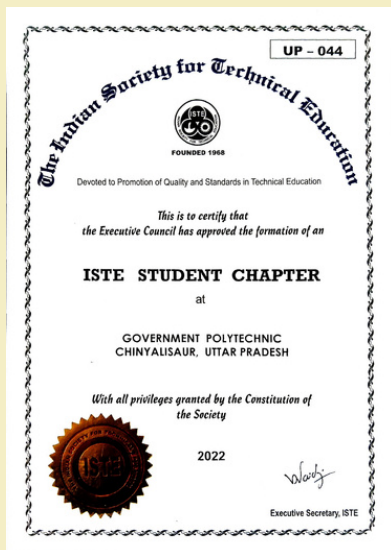 UP – 044
The Indian Society for Technical Education
ISTE
FOUNDED 1968
Devoted to Promotion of Quality and Standards in Technical Education
This is to certify that
the Executive Council has approved the formation of an
ISTE STUDENT CHAPTER
at
GOVERNMENT POLYTECHNIC
CHINYALISAUR, UTTAR PRADESH
With all privileges granted by the Constitution of
the Society
2022
ISTE
Executive Secretary, ISTE